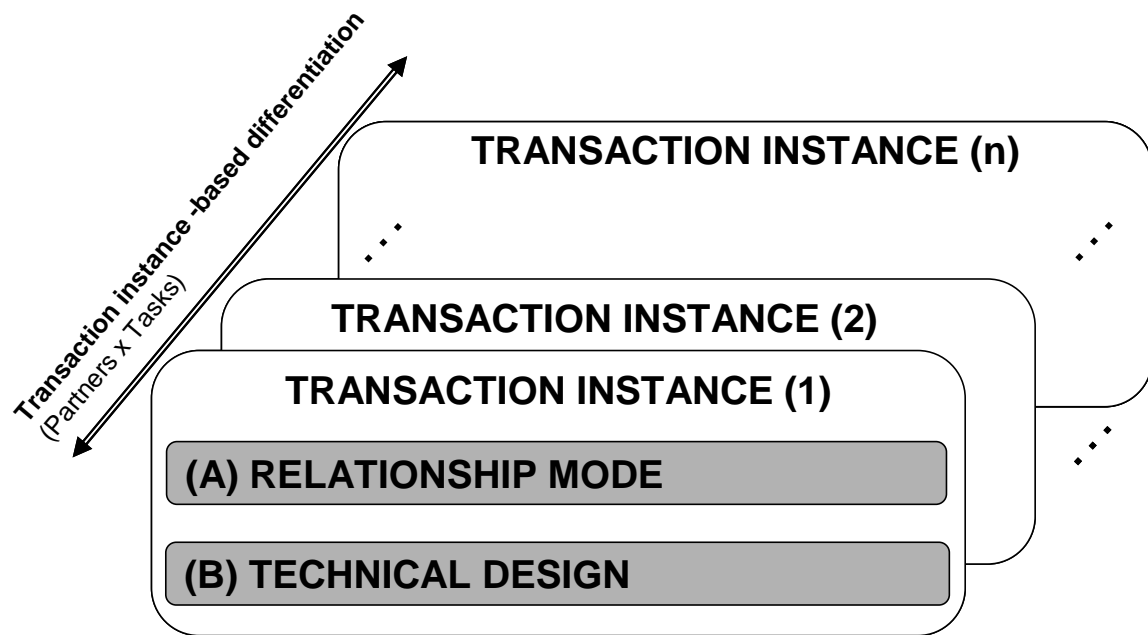 Transaction instance -based differentiation
(Partners x Tasks)
TRANSACTION INSTANCE (n)
TRANSACTION INSTANCE (2)
TRANSACTION INSTANCE (1)
(A) RELATIONSHIP MODE
(B) TECHNICAL DESIGN